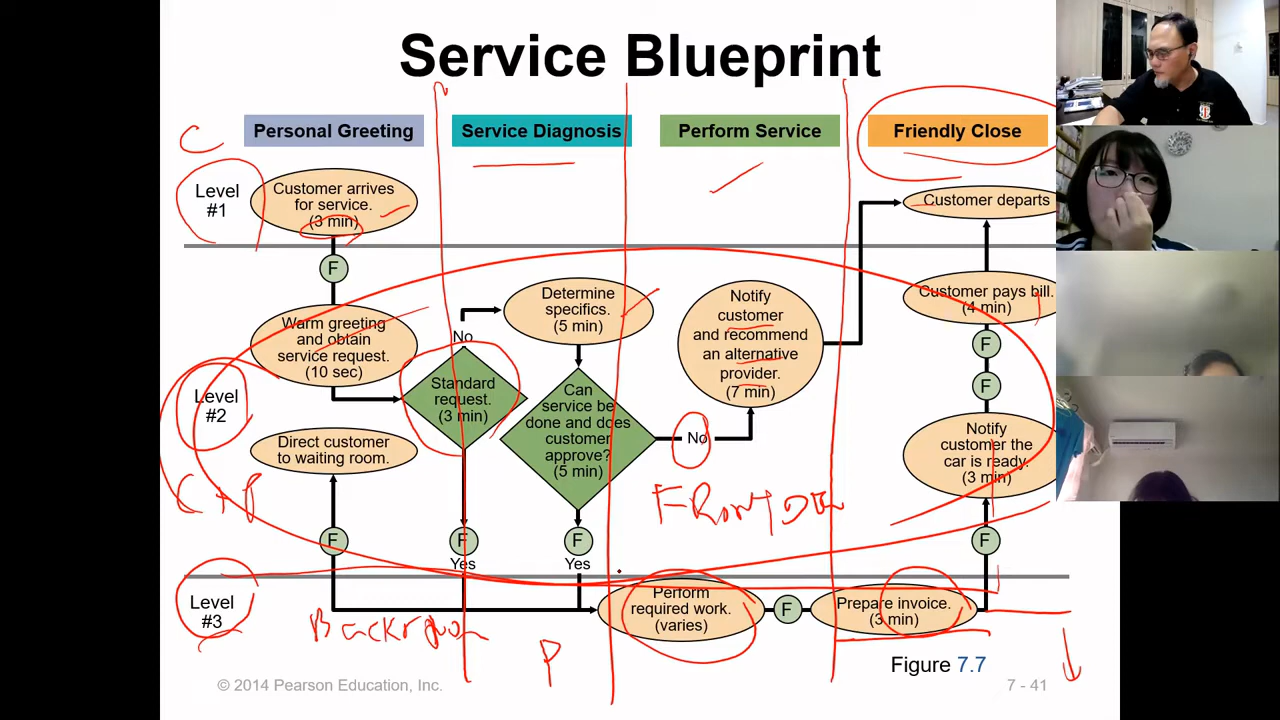 Service Blueprint
Personal Greeting
Service Diagnosis
Perform Service
Friendly Close
C
Level
#1
Customer arrives
for service.
(3 min)
Customer departs
F
Warm greeting
and obtain
service request.
(10 sec)
No
Determine
specifics.
(5 min)
Notify
customer
and recommend
an alternative
provider.
(7 min)
Customer pays bill.
(4 min)
F
F
Level
#2
Standard
request.
(3 min)
Can
service be
done and does
customer
approve?
(5 min)
No
Notify
customer the
car is ready.
(3 min)
Direct customer
to waiting room.
C + P
F
F
Yes
F
Yes
F
Level
#3
Perform
required work.
(varies)
F
Prepare invoice.
(3 min)
P
Figure 7.7
© 2014 Pearson Education, Inc.
7 - 41